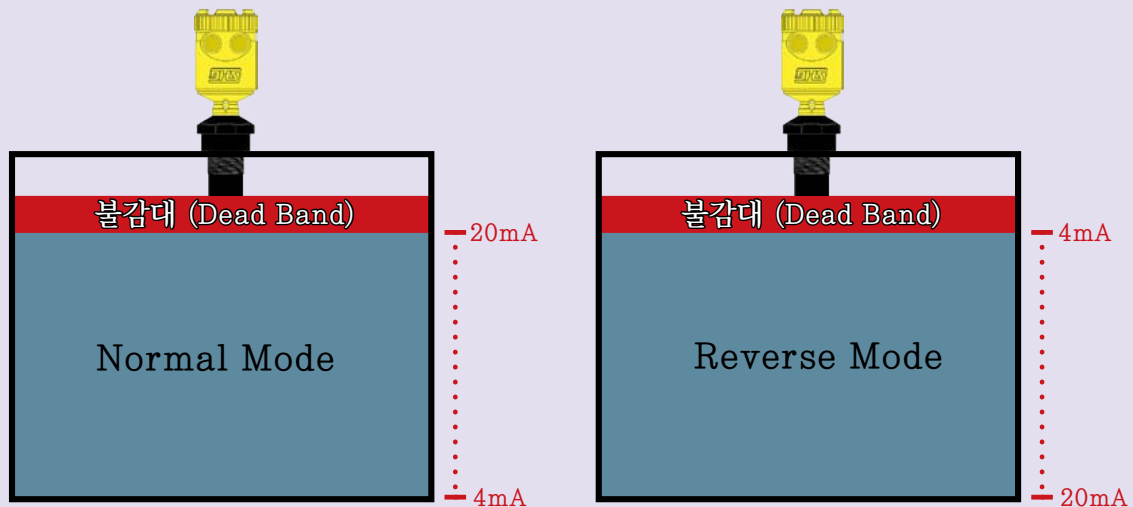 불감대 (Dead Band)
20mA
Normal Mode
4mA
불감대 (Dead Band)
4mA
Reverse Mode
20mA